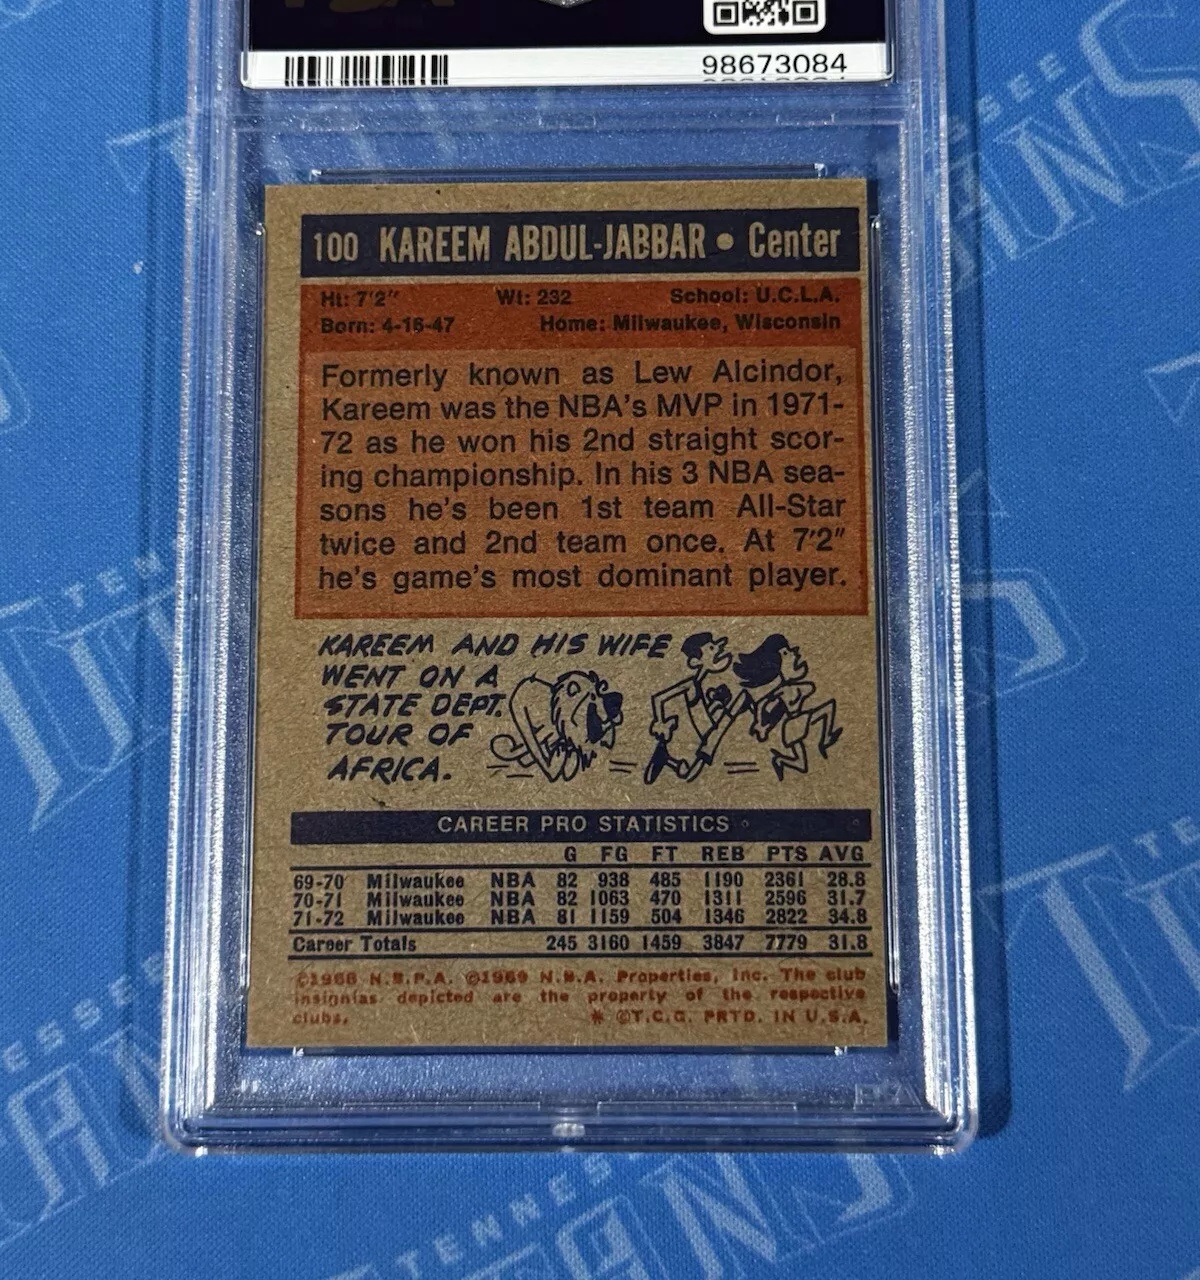 98673084
100 KAREEM ABDUL-JABBAR • Center
Ht: 7'2" Wt: 232 School: U.C.L.A.
Born: 4-16-47 Home: Milwaukee, Wisconsin
Formerly known as Lew Alcindor,
Kareem was the NBA's MVP in 1971-
72 as he won his 2nd straight scor-
ing championship. In his 3 NBA sea-
sons he's been 1st team All-Star
twice and 2nd team once. At 7'2"
he's game's most dominant player.
KAREEM AND HIS WIFE
WENT ON A
STATE DEPT.
TOUR OF
AFRICA.
CAREER PRO STATISTICS
G FG FT REB PTS AVG
69-70 Milwaukee NBA 82 938 485 1190 2361 28.8
70-71 Milwaukee NBA 82 1063 470 1311 2596 31.7
71-72 Milwaukee NBA 81 1159 504 1346 2822 34.8
Career Totals 245 3160 1459 3847 7779 31.8
©1966 N.B.P.A. ©1969 N.B.A. Properties, Inc. The club
insignias depicted are the property of the respective
clubs. * ©T.C.G. PRTD. IN U.S.A.
TENNESSEE
TITANS